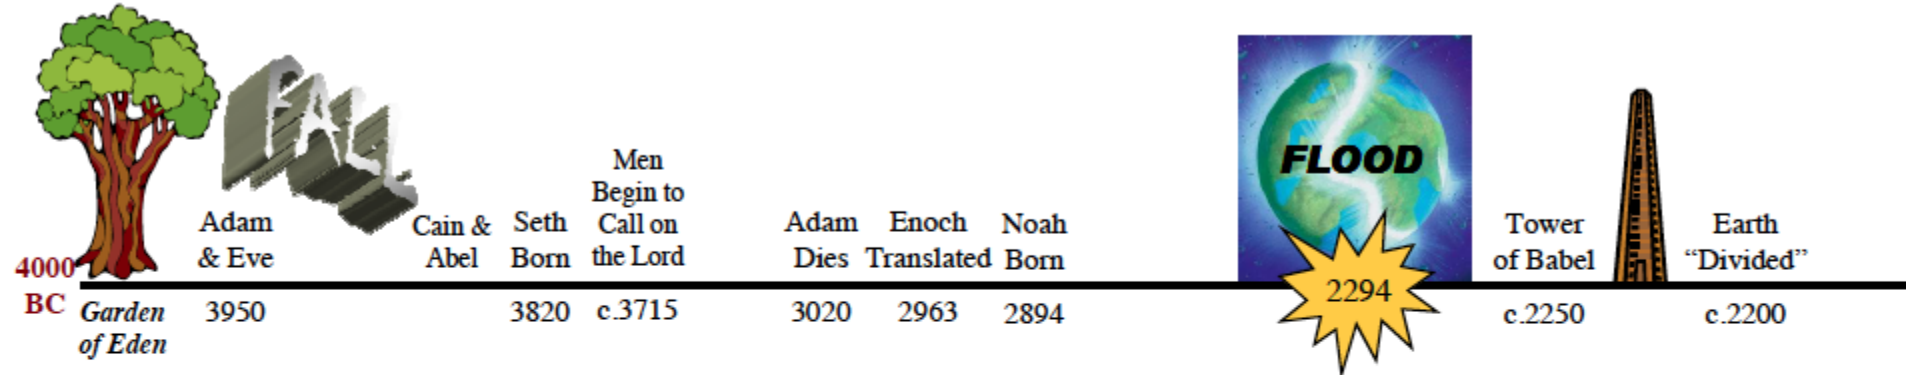 FALL
Adam
& Eve
Cain &
Abel
Seth
Born
Men
Begin to
Call on
the Lord
Adam
Dies
Enoch
Translated
Noah
Born
FLOOD
Tower
of Babel
Earth
“Divided”
4000
BC
Garden
of Eden
3950
3820
c.3715
3020
2963
2894
2294
c.2250
c.2200